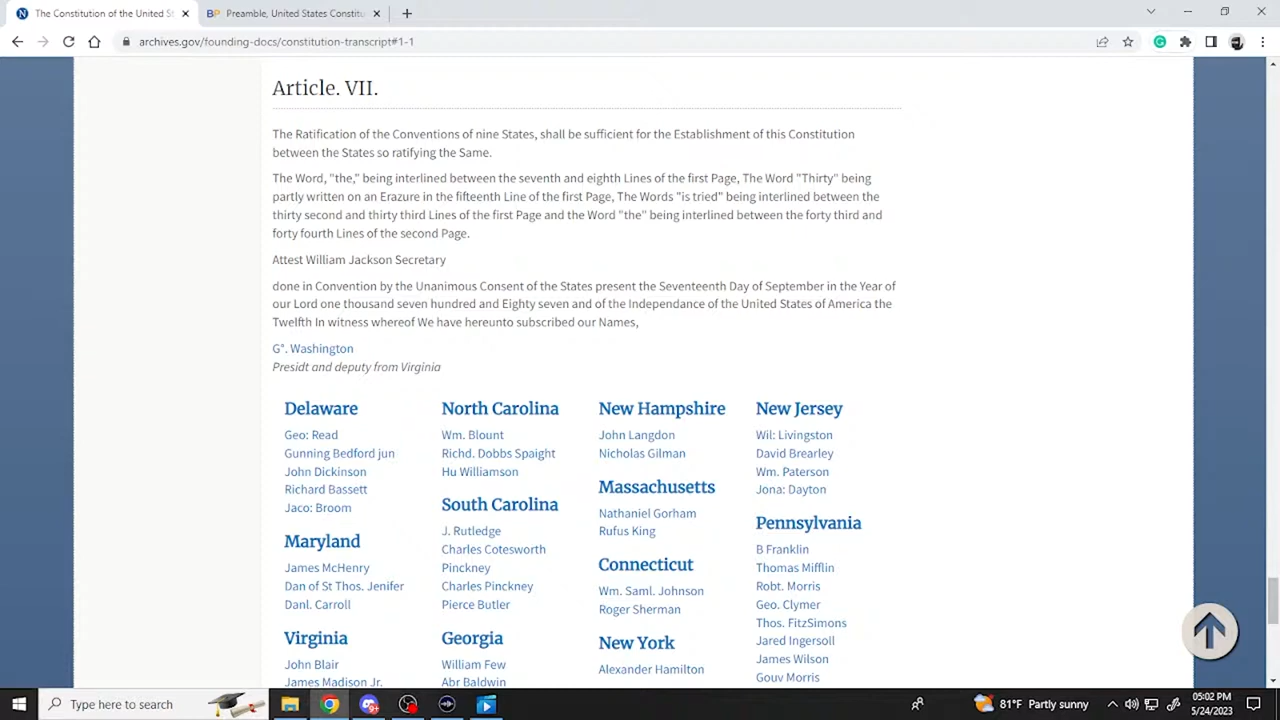 The Constitution of the United St
Preamble, United States Constitu
archives.gov/founding-docs/constitution-transcript#1-1
Article. VII.
The Ratification of the Conventions of nine States, shall be sufficient for the Establishment of this Constitution
between the States so ratifying the Same.
The Word, "the," being interlined between the seventh and eighth Lines of the first Page, The Word "Thirty" being
partly written on an Erazure in the fifteenth Line of the first Page, The Words "is tried" being interlined between the
thirty second and thirty third Lines of the first Page and the Word "the" being interlined between the forty third and
forty fourth Lines of the second Page.
Attest William Jackson Secretary
done in Convention by the Unanimous Consent of the States present the Seventeenth Day of September in the Year of
our Lord one thousand seven hundred and Eighty seven and of the Independance of the United States of America the
Twelfth In witness whereof We have hereunto subscribed our Names,
G°. Washington
Presidt and deputy from Virginia
Delaware
Geo: Read
Gunning Bedford jun
John Dickinson
Richard Bassett
Jaco: Broom
Maryland
James McHenry
Dan of St Thos. Jenifer
Danl. Carroll
Virginia
John Blair
James Madison Jr.
North Carolina
Wm. Blount
Richd. Dobbs Spaight
Hu Williamson
South Carolina
J. Rutledge
Charles Cotesworth
Pinckney
Charles Pinckney
Pierce Butler
Georgia
William Few
Abr Baldwin
New Hampshire
John Langdon
Nicholas Gilman
Massachusetts
Nathaniel Gorham
Rufus King
Connecticut
Wm. Saml. Johnson
Roger Sherman
New York
Alexander Hamilton
New Jersey
Wil: Livingston
David Brearley
Wm. Paterson
Jona: Dayton
Pennsylvania
B Franklin
Thomas Mifflin
Robt. Morris
Geo. Clymer
Thos. FitzSimons
Jared Ingersoll
James Wilson
Gouv Morris
Type here to search
81°F Partly sunny
05:02 PM
5/24/2023